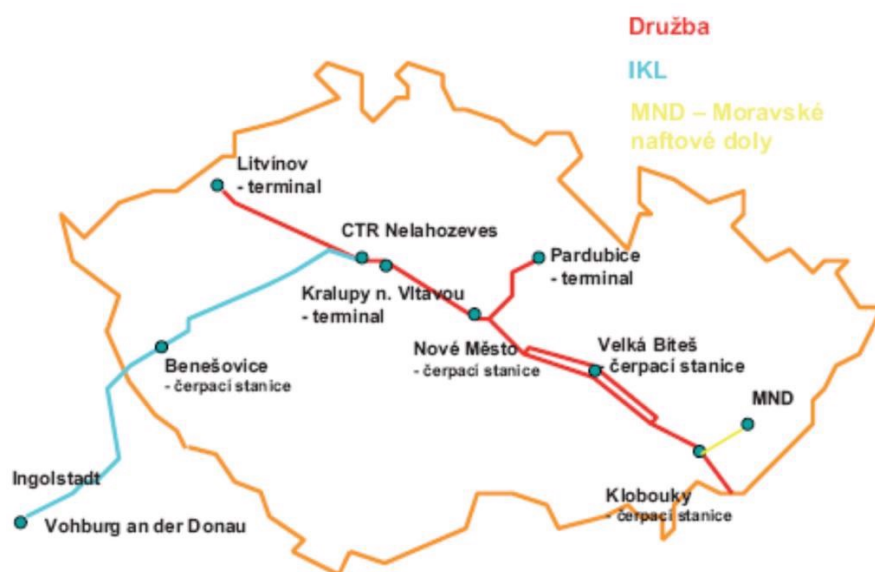 Družba
IKL
MND – Moravské
naftové doly
Litvínov
- terminal
CTR Nelahozeves
Pardubice
- terminal
Kralupy n. Vltavou
- terminal
Nové Město
- čerpací stanice
Velká Bíteš
- čerpací stanice
Benešovice
- čerpací stanice
MND
Ingolstadt
Klobouky
- čerpací stanice
Vohburg an der Donau